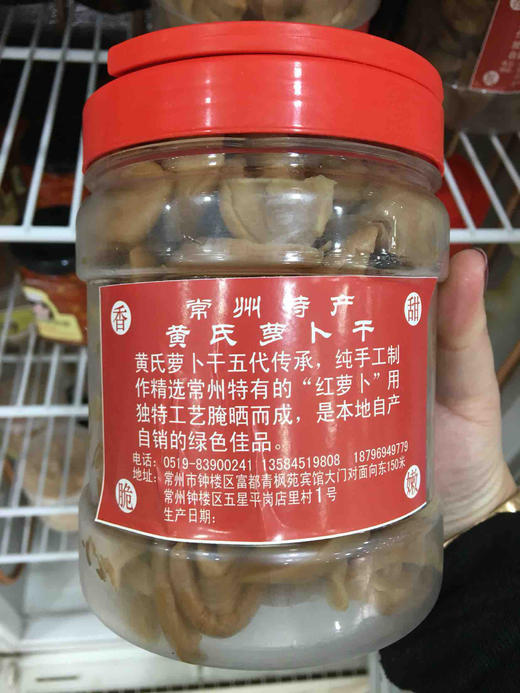 香 常州特产 甜
黄氏萝卜干
黄氏萝卜干五代传承，纯手工制
作精选常州特有的“红萝卜”用
独特工艺腌晒而成，是本地自产
自销的绿色佳品。
电话：0519-83900241 13584519808 18796949779
地址：常州市钟楼区富都青枫苑宾馆大门对面向东150米
常州钟楼区五星平岗店里村1号
生产日期：
脆 嫩